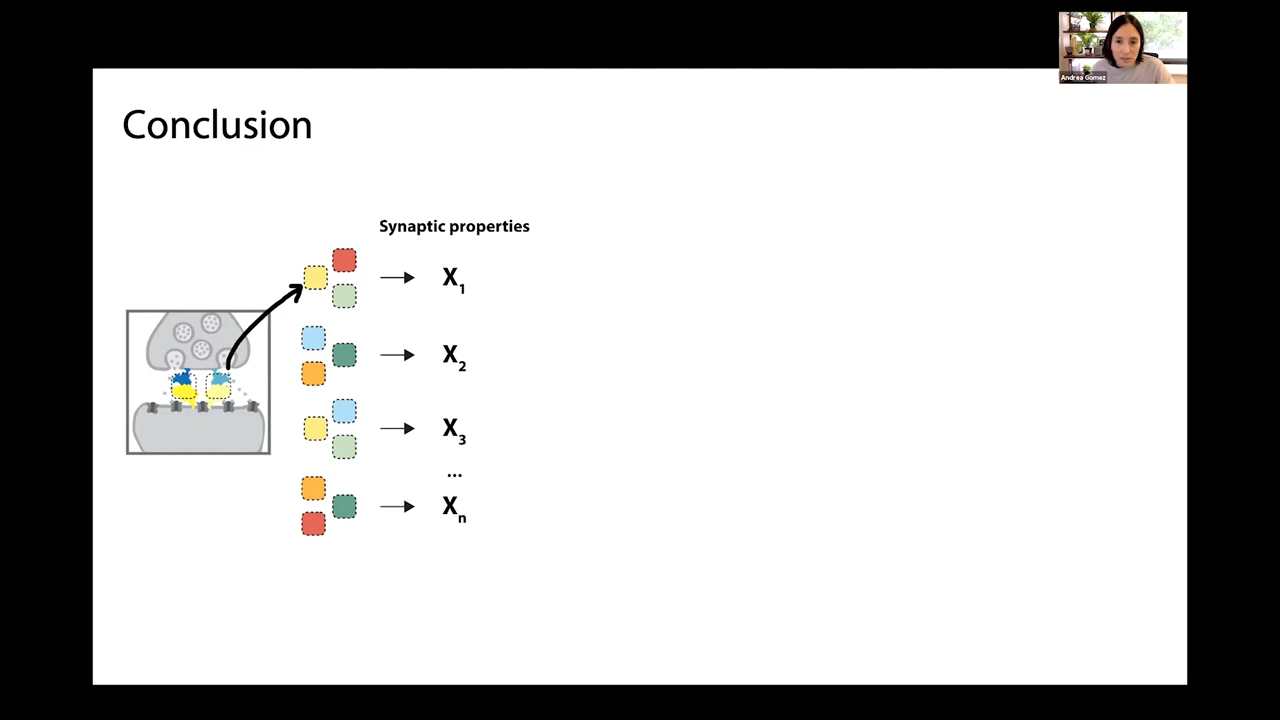 Andrea Gomez
Conclusion
Synaptic properties
X1
X2
X3
...
Xn